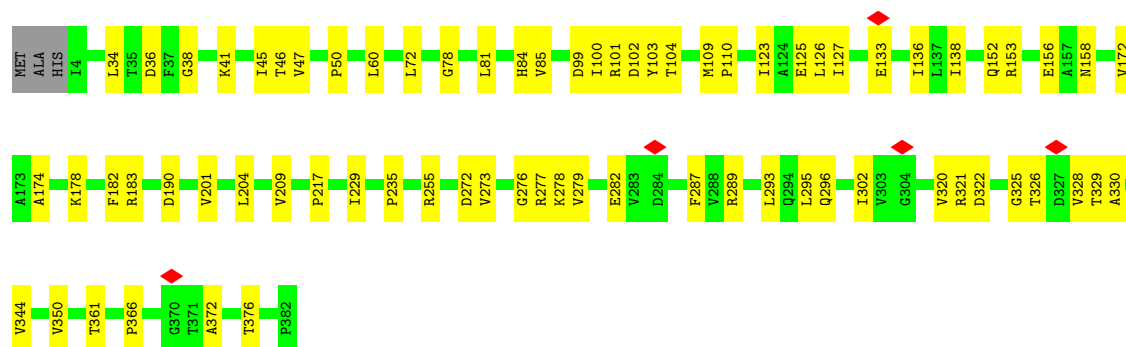 MET ALA HIS I4 L34 T35 D36 F37 G38 K41 I45 T46 V47 P50 L60 L72 G78 L81 H84 V85 D99 I100 R101 D102 Y103 T104 M109 P110 I123 A124 E125 L126 I127 E133 I136 L137 I138 Q152 R153 E156 A157 N158 V172
A173 A174 K178 F182 R183 D190 V201 L204 V209 P217 I229 P235 R255 D272 V273 G276 R277 K278 V279 E282 V283 D284 F287 V288 R289 L293 Q294 L295 Q296 I302 V303 G304 V320 R321 D322 G325 T326 D327 V328 T329 A330
V344 V350 T361 P366 G370 T371 A372 T376 P382